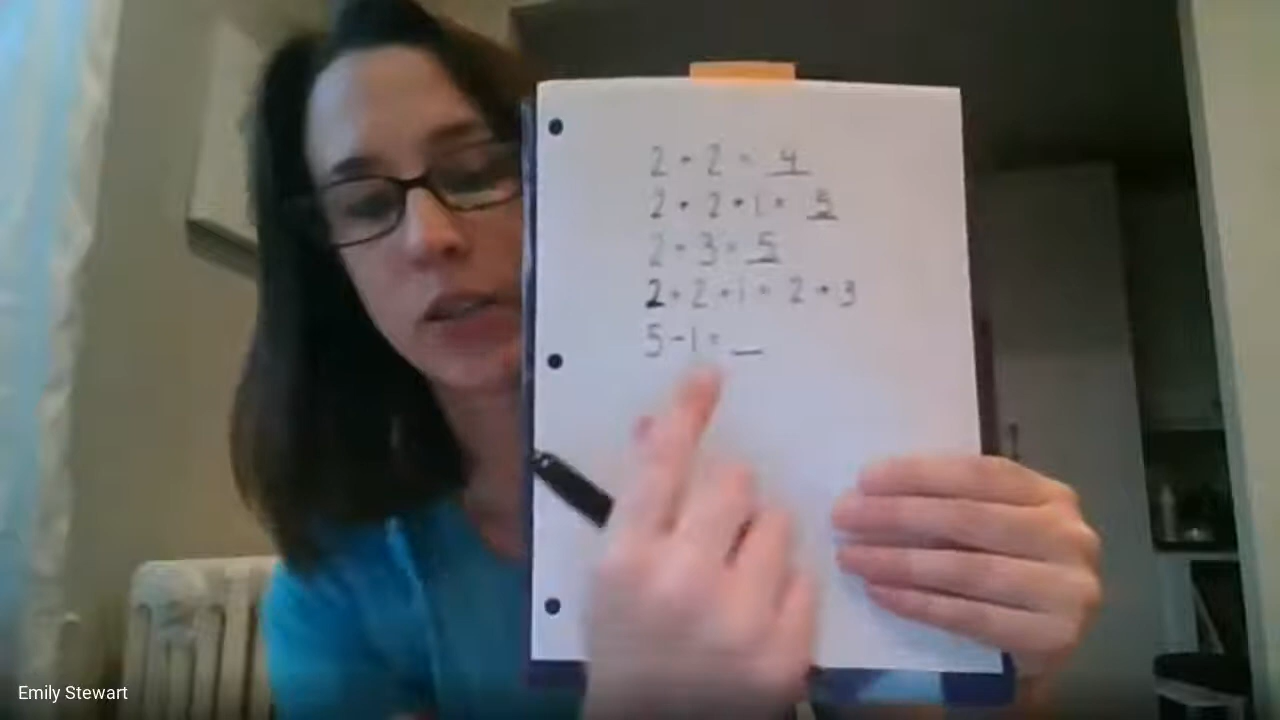 2 + 2 = 4
2 + 2 + 1 = 5
2 + 3 = 5
2 + 2 + 1 = 2 + 3
5 - 1 = _
Emily Stewart